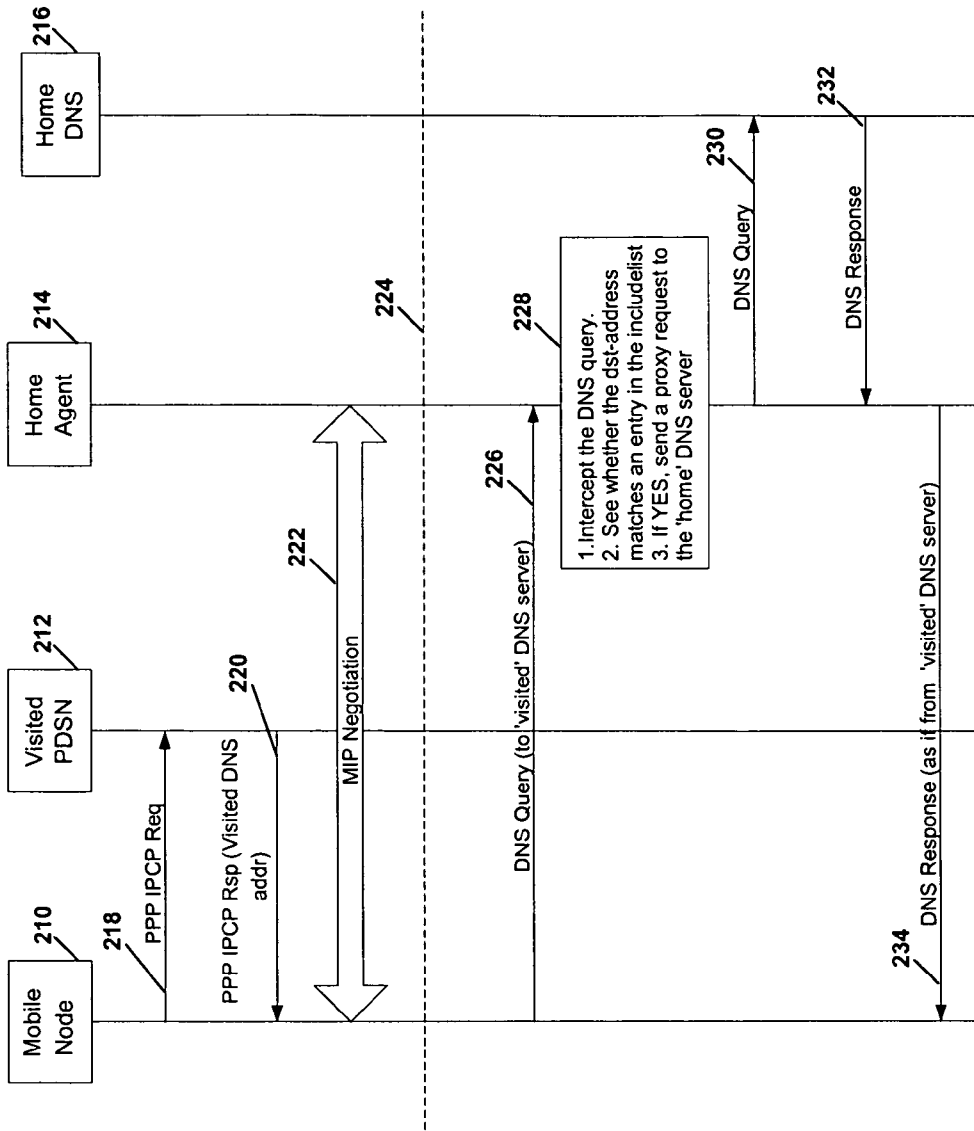 Mobile
Node
210
Visited
PDSN
212
Home
Agent
214
Home
DNS
216
218
PPP IPCP Req
PPP IPCP Rsp (Visited DNS
addr)
220
222
MIP Negotiation
224
DNS Query (to 'visited' DNS server)
226
228
1.Intercept the DNS query.
2. See whether the dst-address
matches an entry in the includelist
3. If YES, send a proxy request to
the 'home' DNS server
DNS Query
230
DNS Response
232
234
DNS Response (as if from 'visited' DNS server)